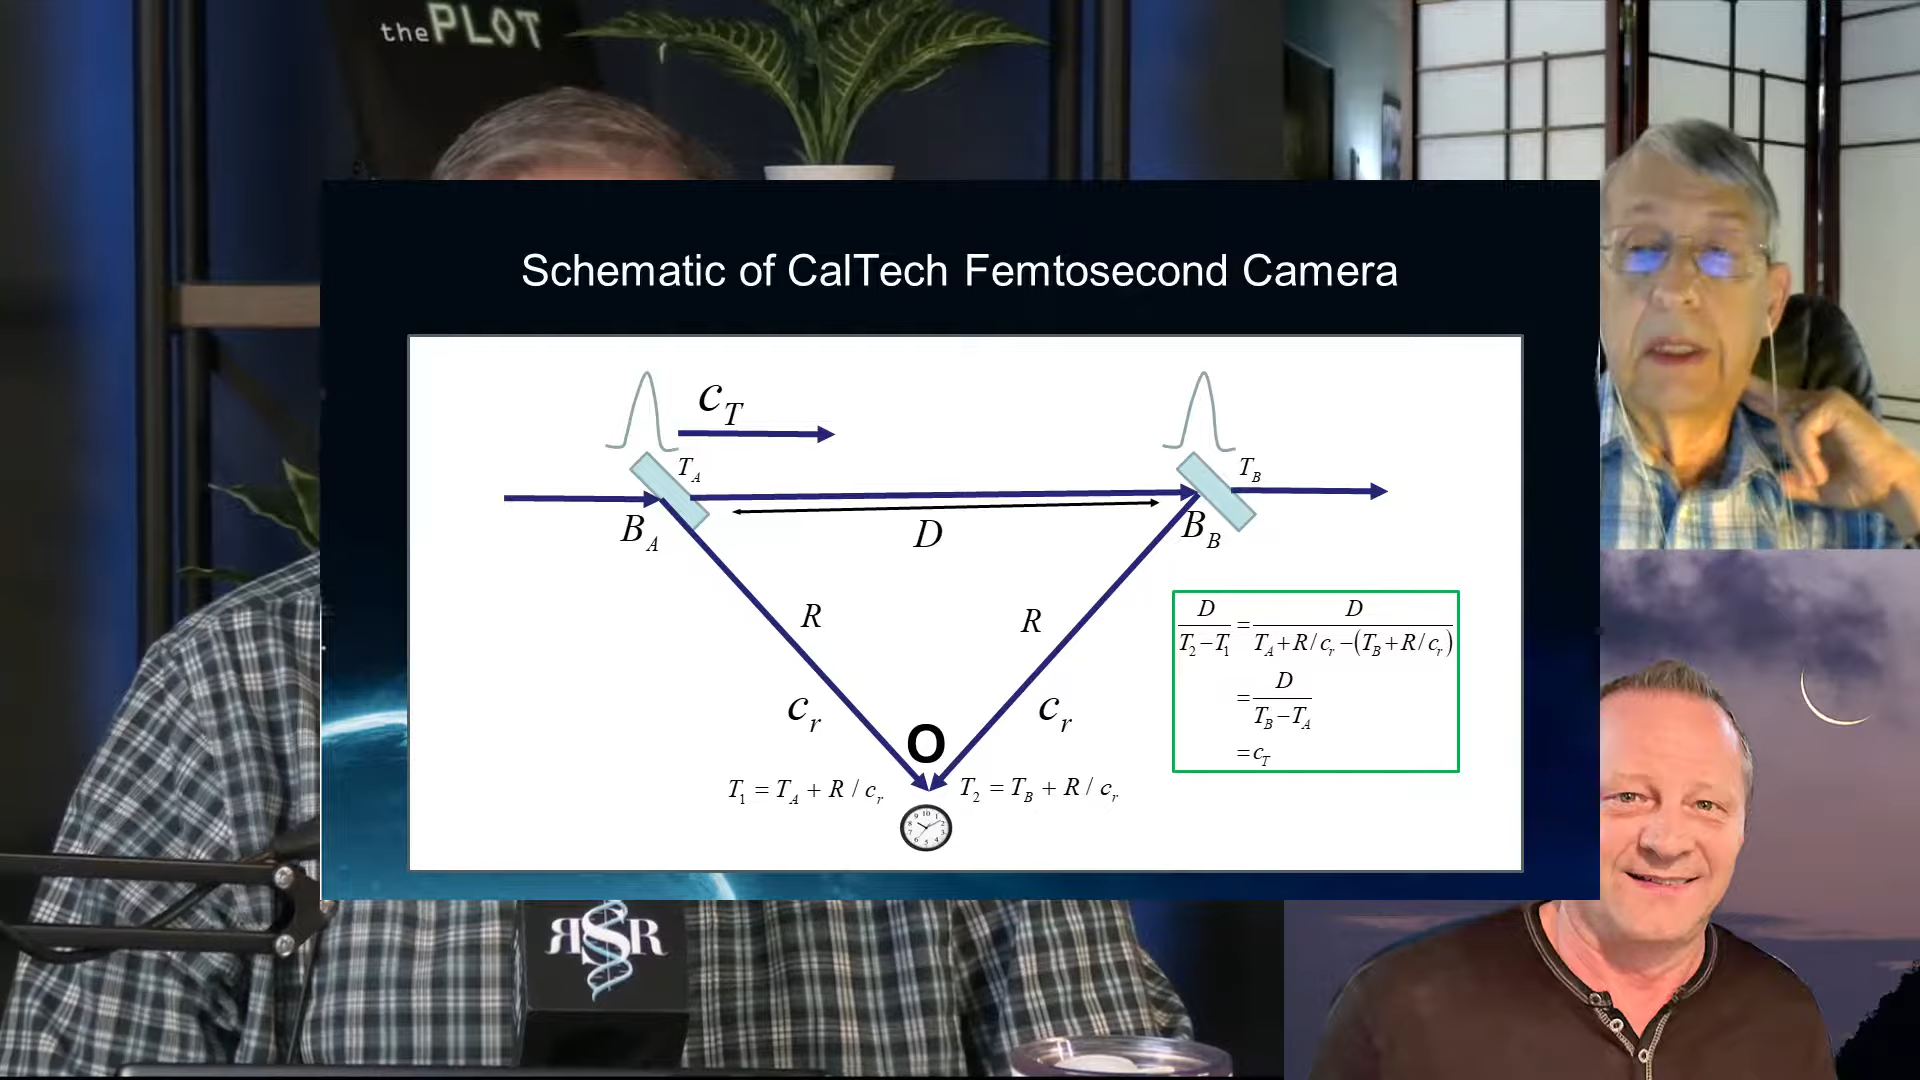 thePLOT
Schematic of CalTech Femtosecond Camera
c_T
T_A
T_B
B_A
D
B_B
R
R
D/(T_2−T_1) = D/(T_A+R/c_r−(T_B+R/c_r))
= D/(T_B−T_A)
=c_T
c_r
c_r
O
T_1 = T_A + R / c_r
T_2 = T_B + R / c_r
RSR